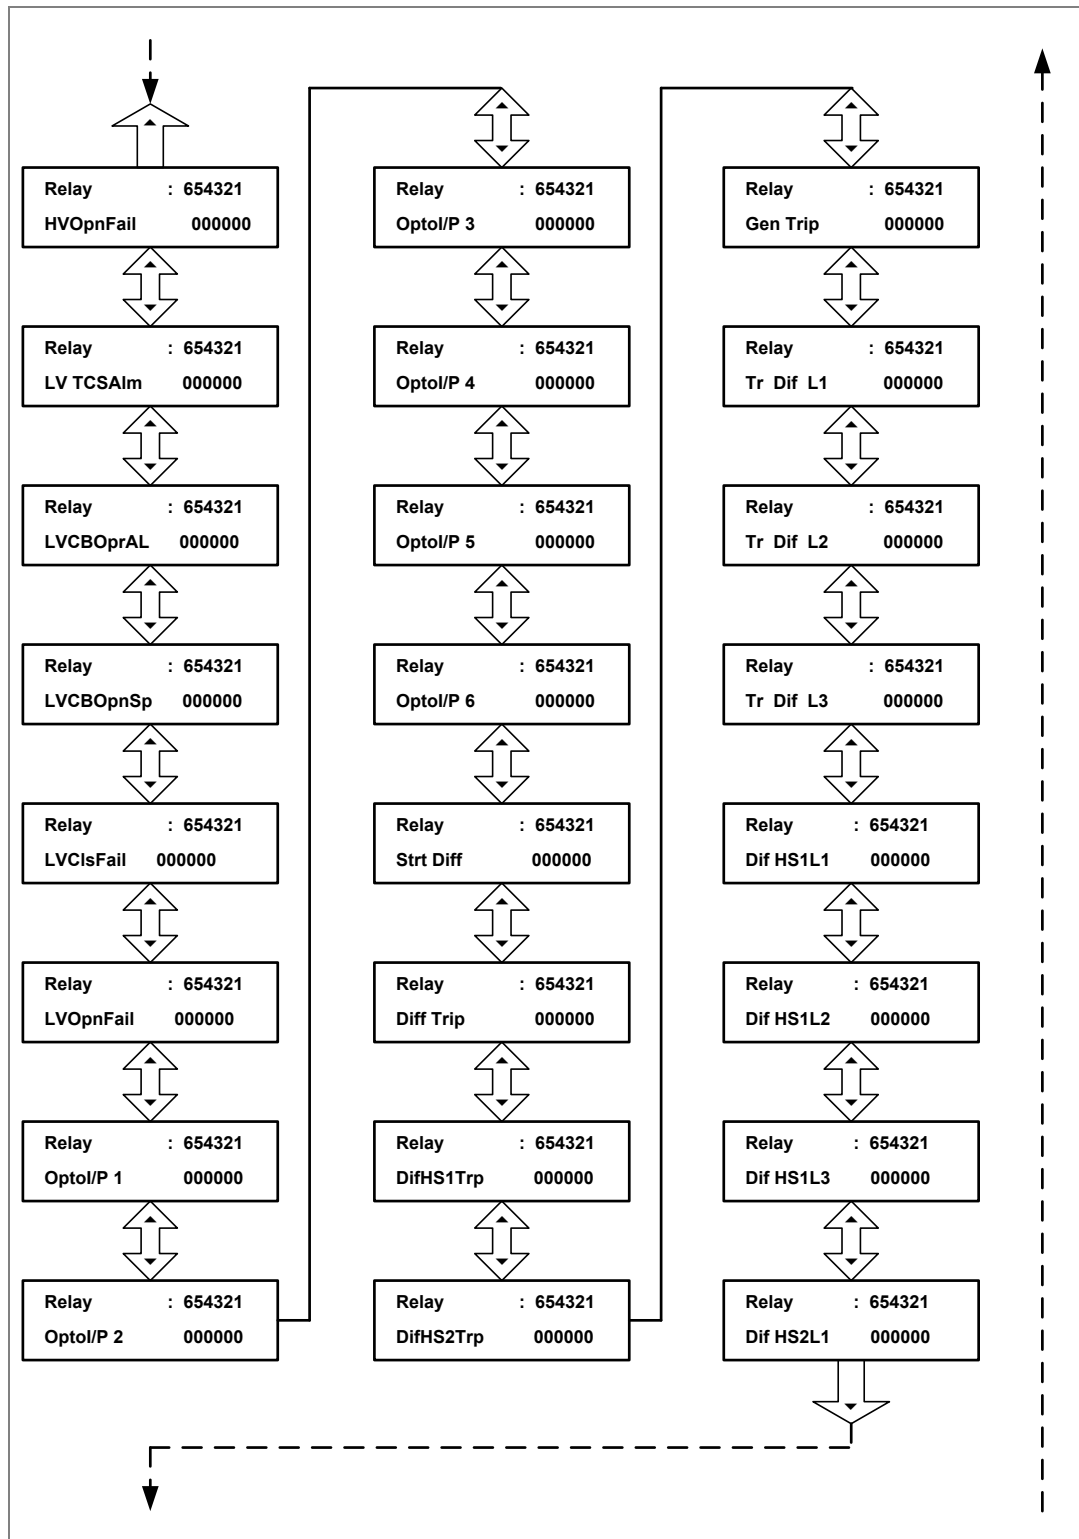 Relay : 654321
HVOpnFail 000000
Relay : 654321
LV TCSAlm 000000
Relay : 654321
LVCBOprAL 000000
Relay : 654321
LVCBOpnSp 000000
Relay : 654321
LVClsFail 000000
Relay : 654321
LVOpnFail 000000
Relay : 654321
OptoI/P 1 000000
Relay : 654321
OptoI/P 2 000000
Relay : 654321
OptoI/P 3 000000
Relay : 654321
OptoI/P 4 000000
Relay : 654321
OptoI/P 5 000000
Relay : 654321
OptoI/P 6 000000
Relay : 654321
Strt Diff 000000
Relay : 654321
Diff Trip 000000
Relay : 654321
DifHS1Trp 000000
Relay : 654321
DifHS2Trp 000000
Relay : 654321
Gen Trip 000000
Relay : 654321
Tr Dif L1 000000
Relay : 654321
Tr Dif L2 000000
Relay : 654321
Tr Dif L3 000000
Relay : 654321
Dif HS1L1 000000
Relay : 654321
Dif HS1L2 000000
Relay : 654321
Dif HS1L3 000000
Relay : 654321
Dif HS2L1 000000